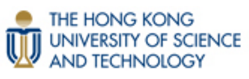 THE HONG KONG
UNIVERSITY OF SCIENCE
AND TECHNOLOGY